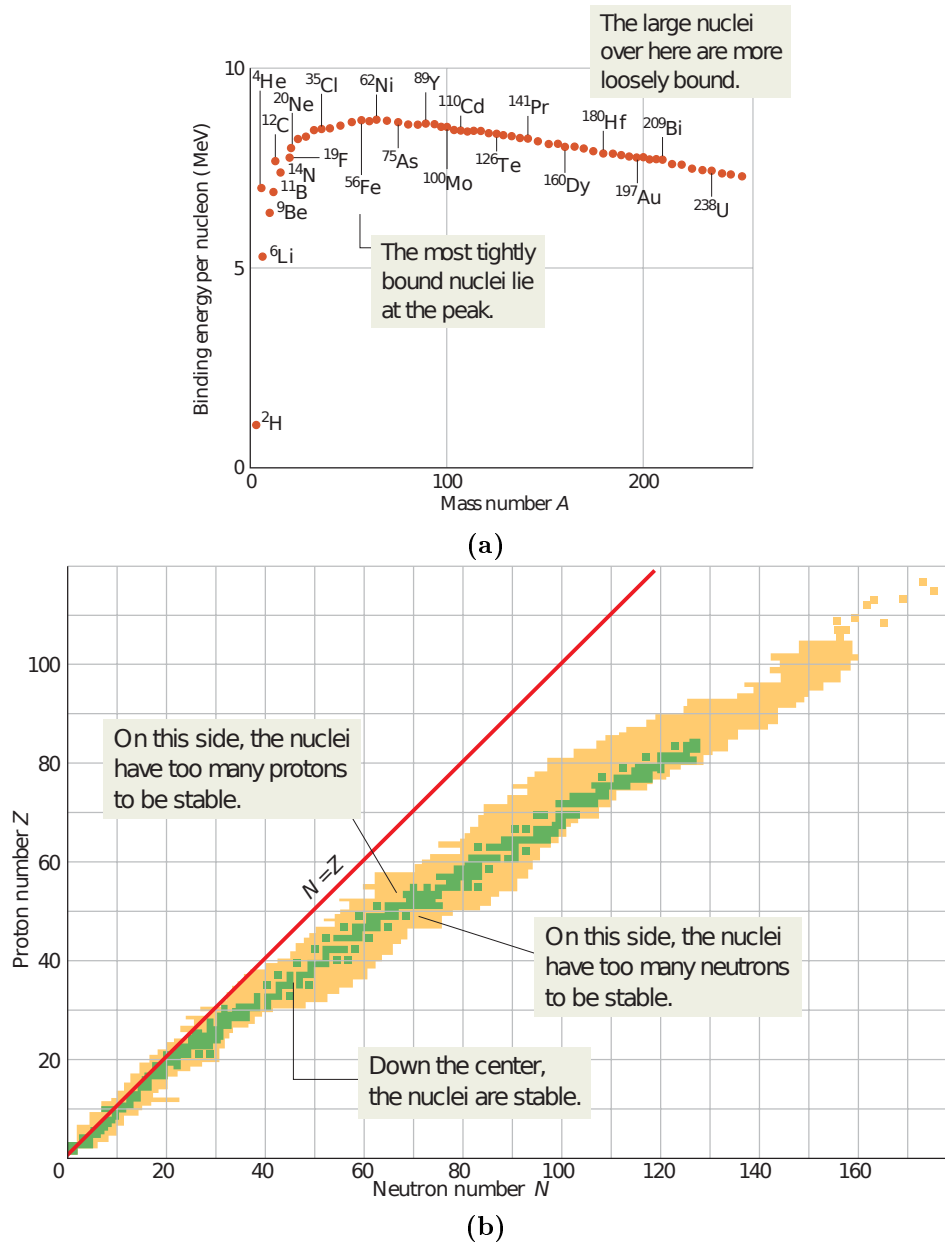 The large nuclei
over here are more
loosely bound.
10
⁴He
³⁵Cl
⁶²Ni
⁸⁹Y
²⁰Ne
¹¹⁰Cd
¹⁴¹Pr
¹⁸⁰Hf
²⁰⁹Bi
¹²C
¹⁹F
¹⁴N
¹¹B
⁹Be
⁶Li
²H
⁵⁶Fe
⁷⁵As
¹⁰⁰Mo
¹²⁶Te
¹⁶⁰Dy
¹⁹⁷Au
²³⁸U
The most tightly
bound nuclei lie
at the peak.
Binding energy per nucleon (MeV)
5
0
0
100
200
Mass number A
(a)
100
80
60
40
20
0
Proton number Z
On this side, the nuclei
have too many protons
to be stable.
N = Z
On this side, the nuclei
have too many neutrons
to be stable.
Down the center,
the nuclei are stable.
20
40
60
80
100
120
140
160
Neutron number N
(b)